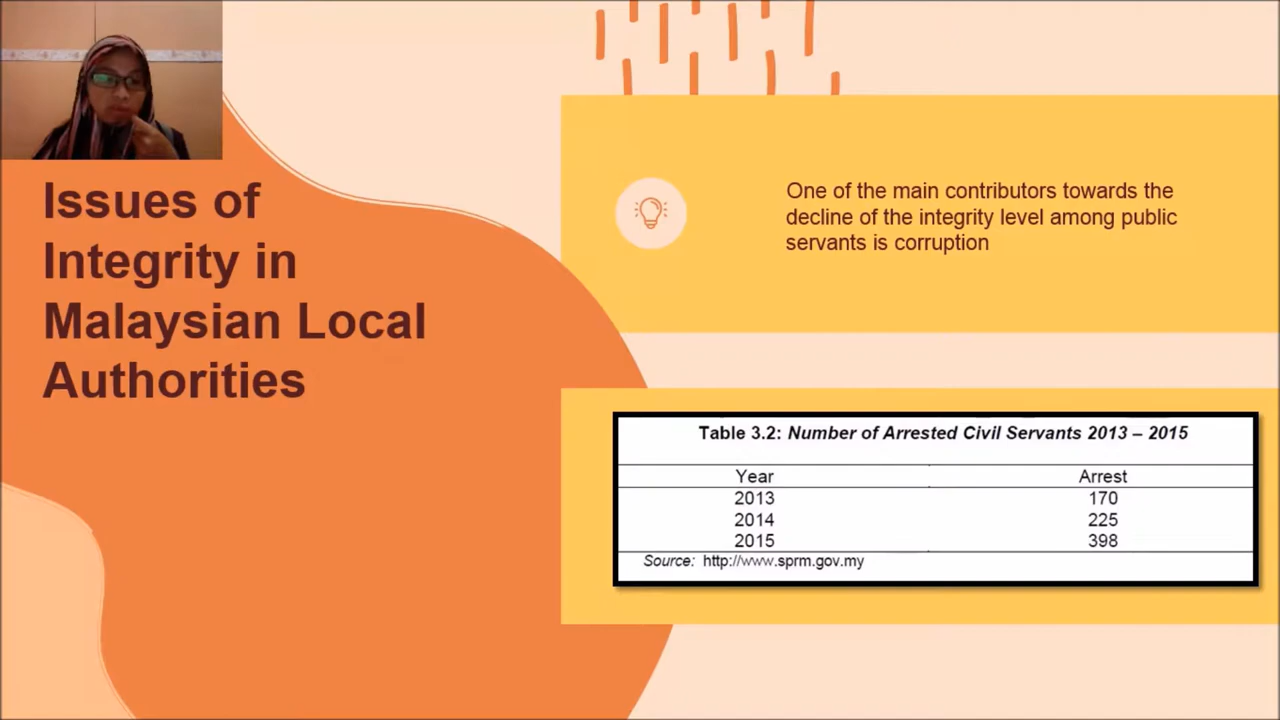 Issues of
Integrity in
Malaysian Local
Authorities
One of the main contributors towards the
decline of the integrity level among public
servants is corruption
Table 3.2: Number of Arrested Civil Servants 2013 – 2015
Year Arrest
2013 170
2014 225
2015 398
Source: http://www.sprm.gov.my